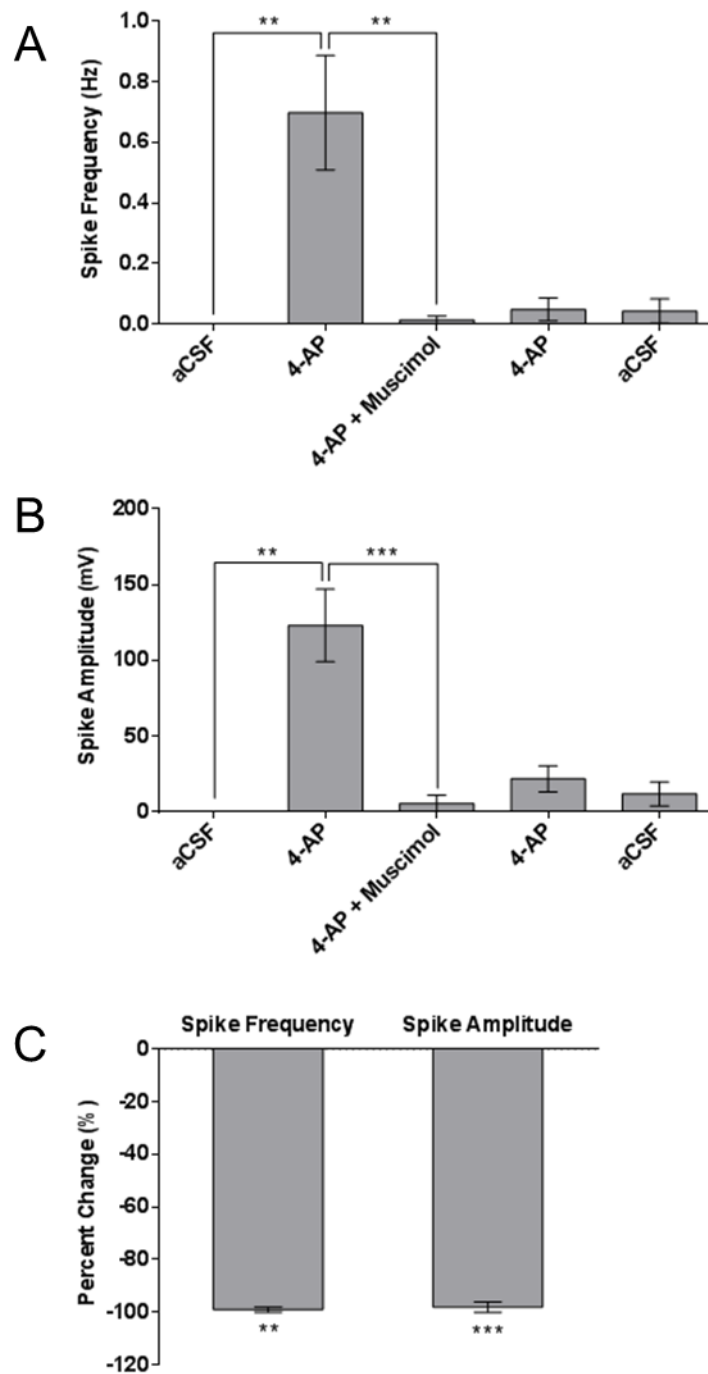 A
Spike Frequency (Hz)
1.0
0.8
0.6
0.4
0.2
0.0
** **
aCSF
4-AP
4-AP + Muscimol
4-AP
aCSF
B
Spike Amplitude (mV)
200
150
100
50
0
** ***
aCSF
4-AP
4-AP + Muscimol
4-AP
aCSF
C
Spike Frequency Spike Amplitude
Percent Change (% )
0
-20
-40
-60
-80
-100
-120
** ***